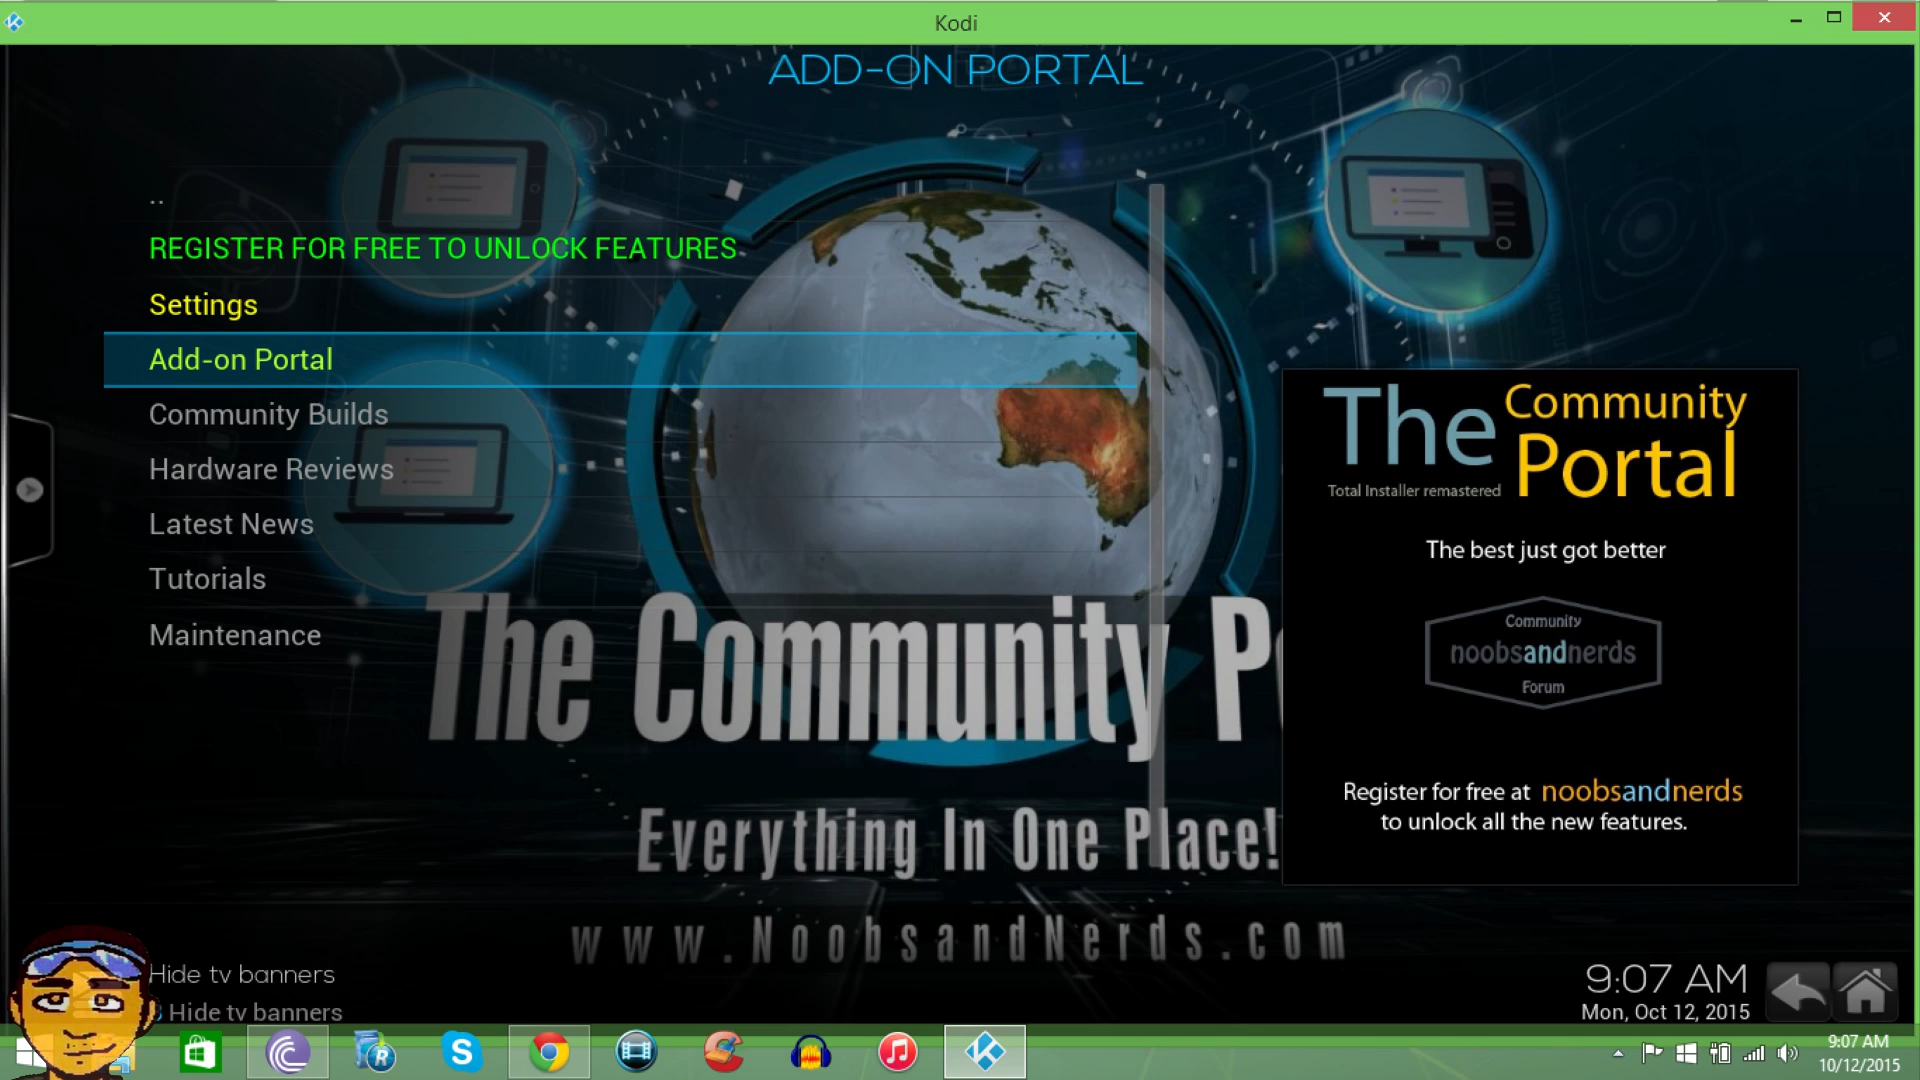 Kodi
ADD-ON PORTAL
..
REGISTER FOR FREE TO UNLOCK FEATURES
Settings
Add-on Portal
Community Builds
Hardware Reviews
Latest News
Tutorials
Maintenance
The Community
Everything In One Place!
www.NoobsandNerds.com
The Community Portal
Total Installer remastered
The best just got better
Community
noobsandnerds
Forum
Register for free at noobsandnerds
to unlock all the new features.
Hide tv banners
Hide tv banners
9:07 AM
Mon, Oct 12, 2015
9:07 AM
10/12/2015